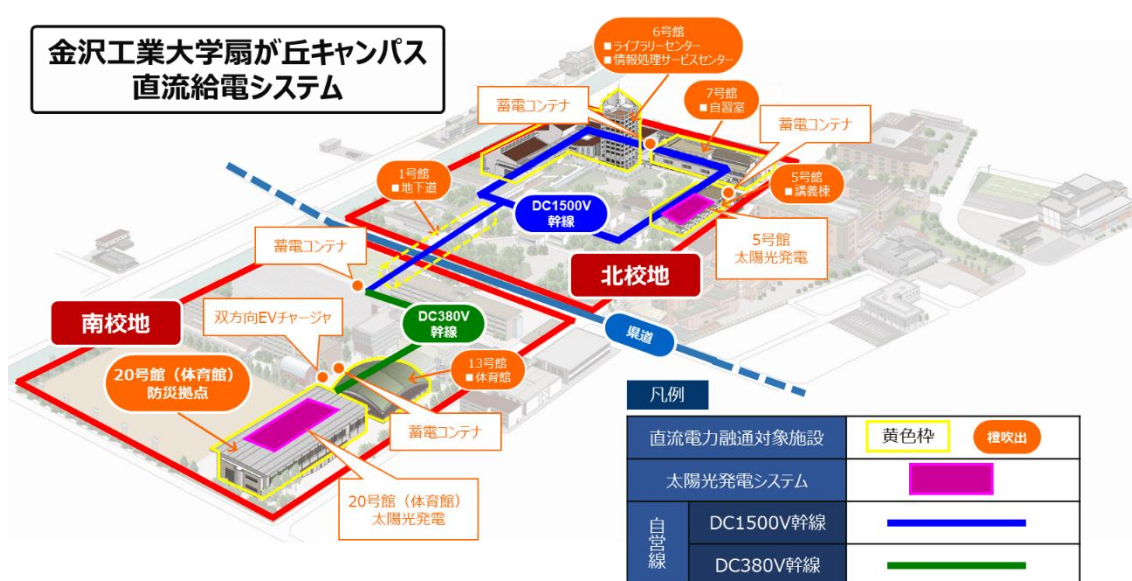 金沢工業大学扇が丘キャンパス
直流給電システム
6号館
■ライブラリーセンター
■情報処理サービスセンター
7号館
■自習室
蓄電コンテナ
蓄電コンテナ
1号館
■地下道
5号館
■講義棟
DC1500V
幹線
5号館
太陽光発電
蓄電コンテナ
北校地
南校地
双方向EVチャージャ
DC380V
幹線
県道
20号館（体育館）
防災拠点
13号館
■体育館
蓄電コンテナ
20号館（体育館）
太陽光発電
凡例
直流電力融通対象施設 黄色枠 橙吹出
太陽光発電システム
自営線
DC1500V幹線
DC380V幹線